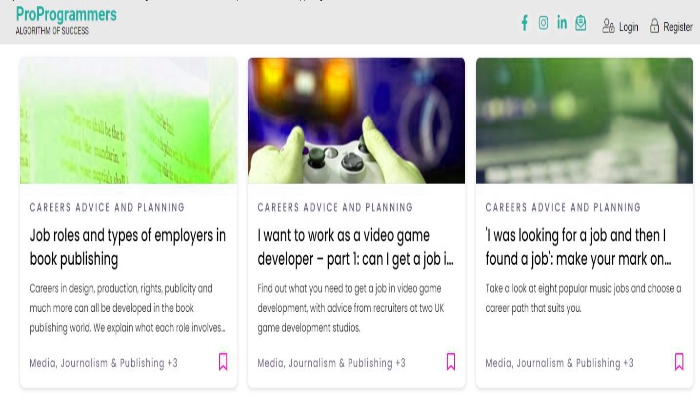 ProProgrammers
ALGORITHM OF SUCCESS
Login
Register
CAREERS ADVICE AND PLANNING
Job roles and types of employers in
book publishing
Careers in design, production, rights, publicity and
much more can all be developed in the book
publishing world. We explain what each role involves...
Media, Journalism & Publishing +3
CAREERS ADVICE AND PLANNING
I want to work as a video game
developer – part 1: can I get a job i...
Find out what you need to get a job in video game
development, with advice from recruiters at two UK
game development studios.
Media, Journalism & Publishing +3
CAREERS ADVICE AND PLANNING
'I was looking for a job and then I
found a job': make your mark on...
Take a look at eight popular music jobs and choose a
career path that suits you.
Media, Journalism & Publishing +3